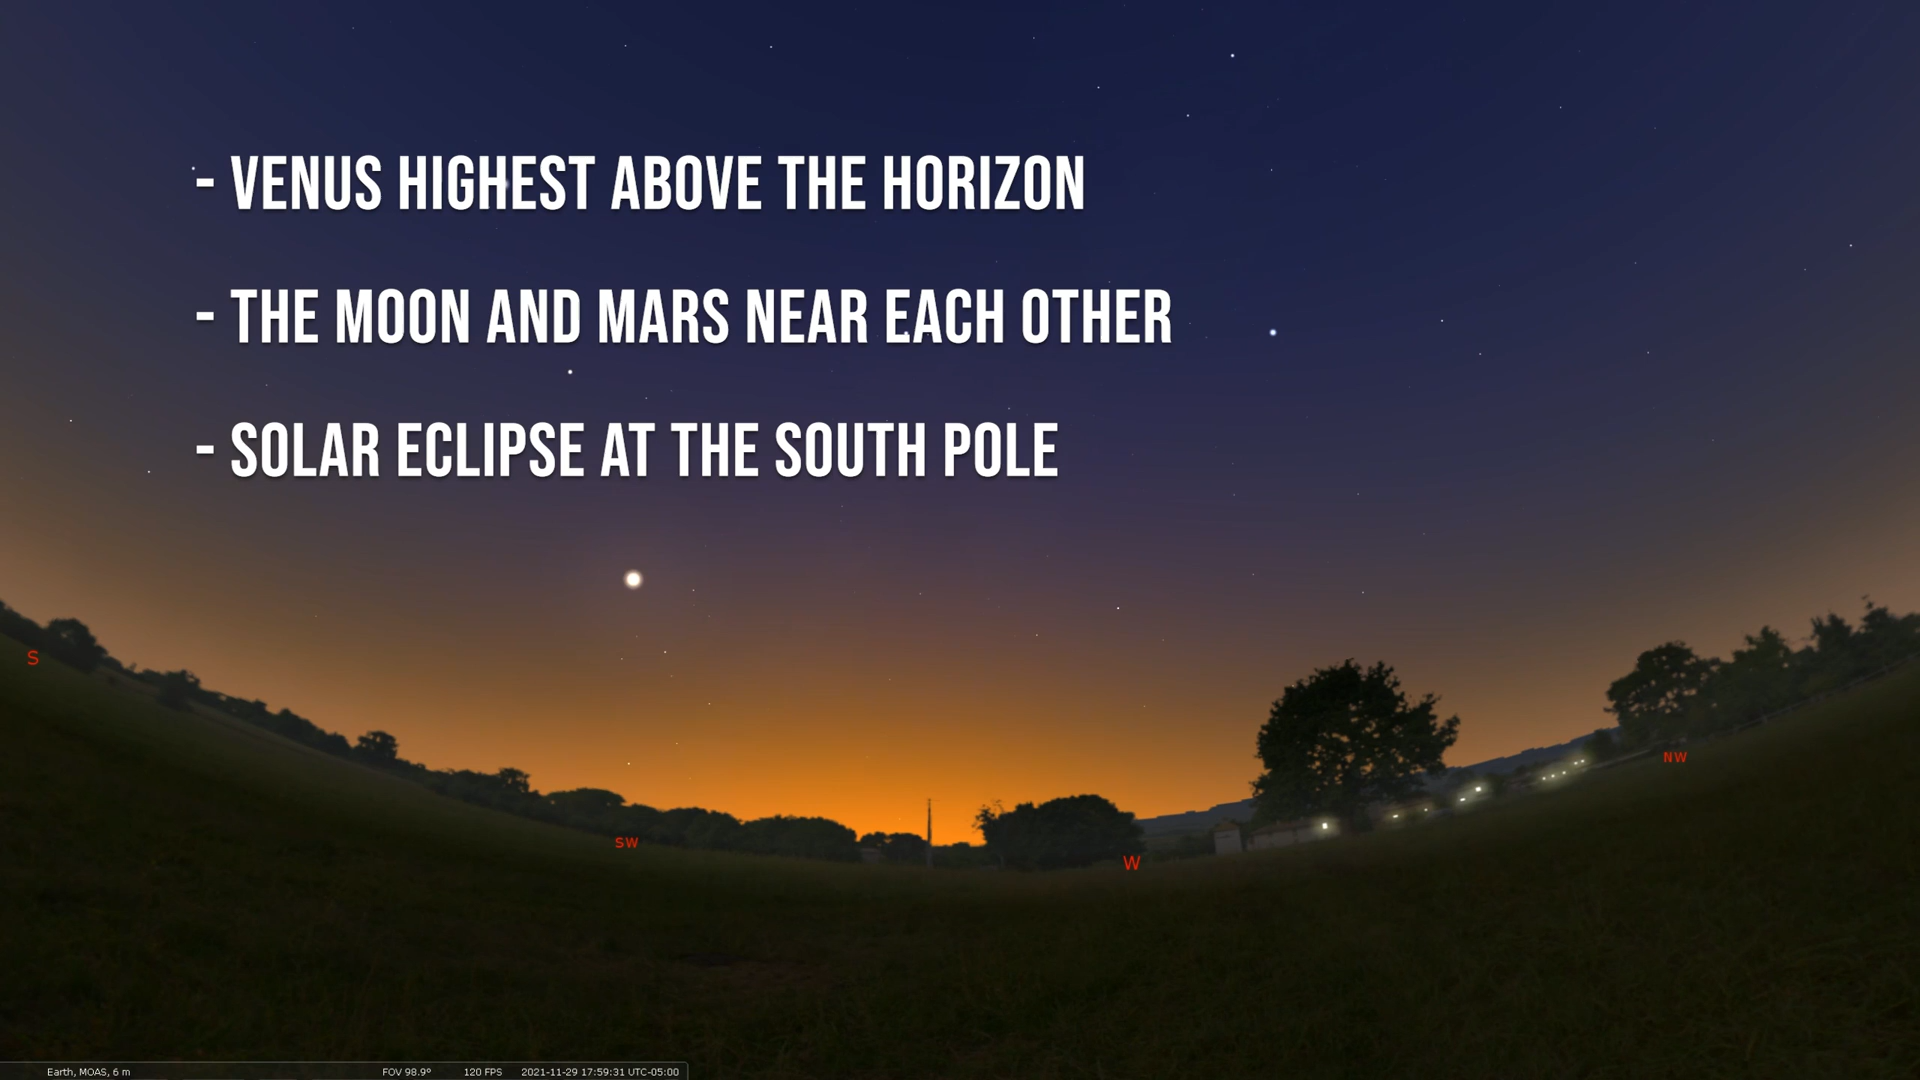 - VENUS HIGHEST ABOVE THE HORIZON
- THE MOON AND MARS NEAR EACH OTHER
- SOLAR ECLIPSE AT THE SOUTH POLE
S
NW
SW
W
Earth, MOAS, 6 m FOV 98.9° 120 FPS 2021-11-29 17:59:31 UTC-05:00